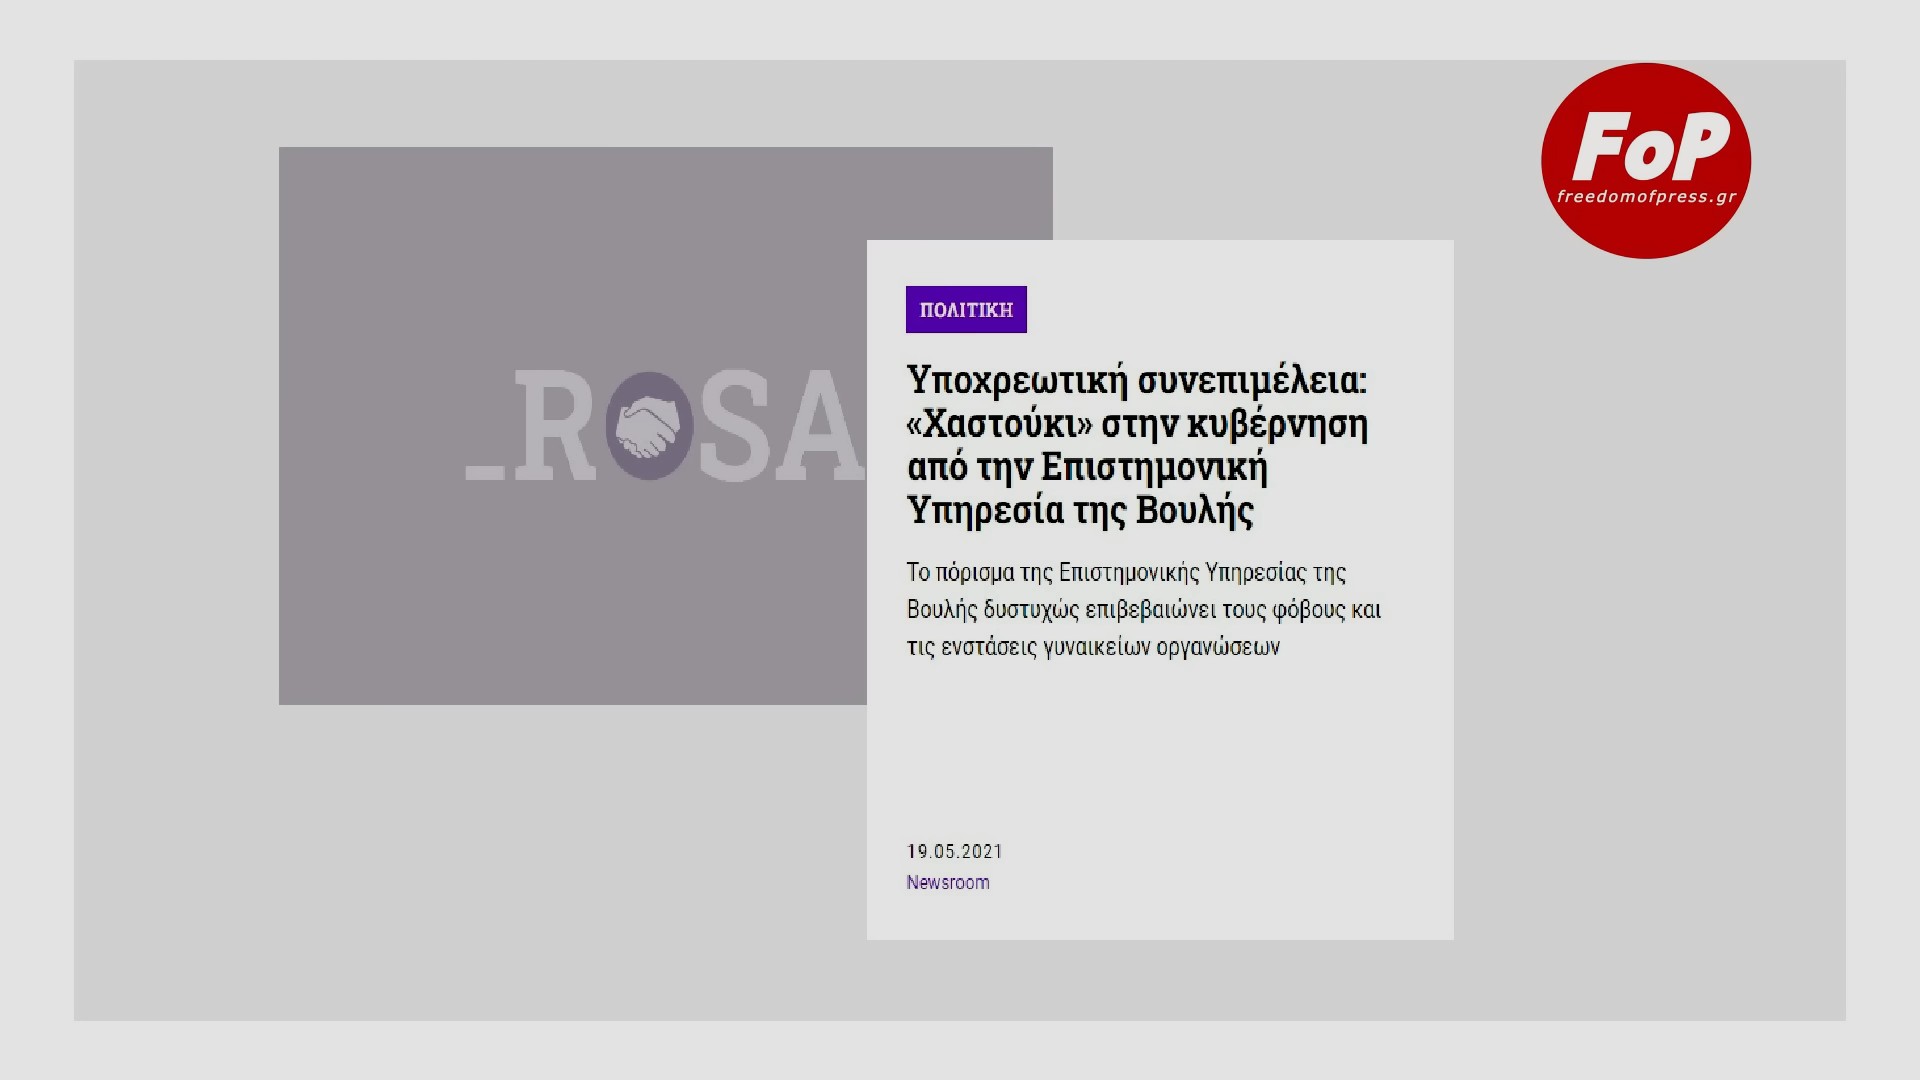 FoP
freedomofpress.gr
_ROSA
ΠΟΛΙΤΙΚΗ
Υποχρεωτική συνεπιμέλεια:
«Χαστούκι» στην κυβέρνηση
από την Επιστημονική
Υπηρεσία της Βουλής
Το πόρισμα της Επιστημονικής Υπηρεσίας της
Βουλής δυστυχώς επιβεβαιώνει τους φόβους και
τις ενστάσεις γυναικείων οργανώσεων
19.05.2021
Newsroom